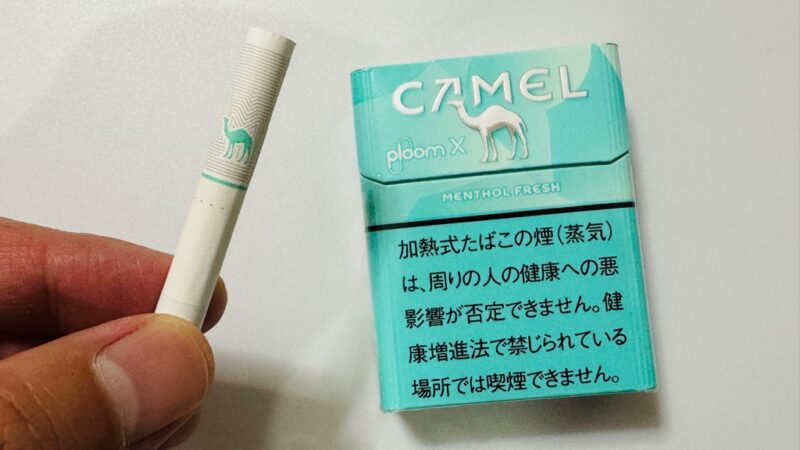 CAMEL
ploom X
MENTHOL FRESH
加熱式たばこの煙(蒸気)
は、周りの人の健康への悪
影響が否定できません。健
康増進法で禁じられている
場所では喫煙できません。